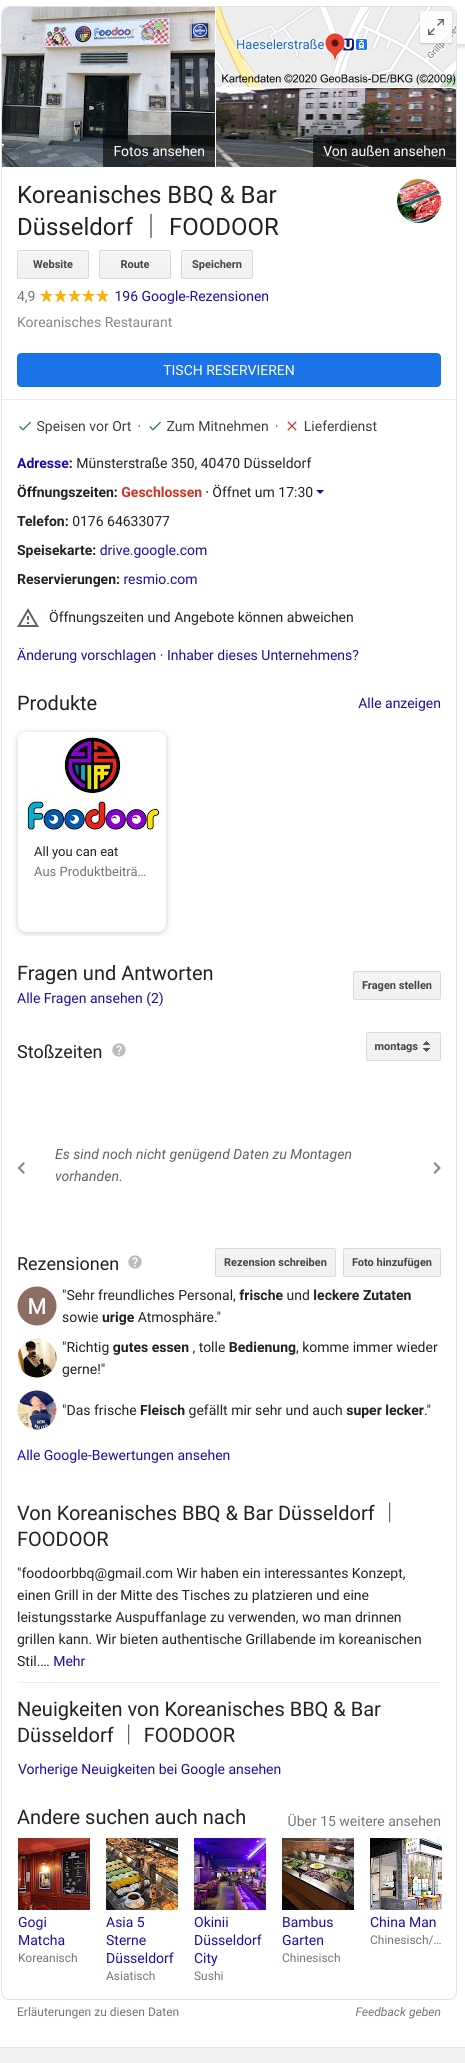 Foodoor
Haeselerstraße U
Grillp
Kartendaten ©2020 GeoBasis-DE/BKG (©2009)
Fotos ansehen
Von außen ansehen
Koreanisches BBQ & Bar
Düsseldorf ｜ FOODOOR
Website
Route
Speichern
4,9 ★★★★★ 196 Google-Rezensionen
Koreanisches Restaurant
TISCH RESERVIEREN
Speisen vor Ort · Zum Mitnehmen · Lieferdienst
Adresse: Münsterstraße 350, 40470 Düsseldorf
Öffnungszeiten: Geschlossen · Öffnet um 17:30
Telefon: 0176 64633077
Speisekarte: drive.google.com
Reservierungen: resmio.com
Öffnungszeiten und Angebote können abweichen
Änderung vorschlagen · Inhaber dieses Unternehmens?
Produkte
Alle anzeigen
Foodoor
All you can eat
Aus Produktbeiträ…
Fragen und Antworten
Fragen stellen
Alle Fragen ansehen (2)
Stoßzeiten
montags
Es sind noch nicht genügend Daten zu Montagen
vorhanden.
Rezensionen
Rezension schreiben
Foto hinzufügen
M
"Sehr freundliches Personal, frische und leckere Zutaten
sowie urige Atmosphäre."
"Richtig gutes essen , tolle Bedienung, komme immer wieder
gerne!"
"Das frische Fleisch gefällt mir sehr und auch super lecker."
Alle Google-Bewertungen ansehen
Von Koreanisches BBQ & Bar Düsseldorf ｜
FOODOOR
"foodoorbbq@gmail.com Wir haben ein interessantes Konzept,
einen Grill in der Mitte des Tisches zu platzieren und eine
leistungsstarke Auspuffanlage zu verwenden, wo man drinnen
grillen kann. Wir bieten authentische Grillabende im koreanischen
Stil.… Mehr
Neuigkeiten von Koreanisches BBQ & Bar
Düsseldorf ｜ FOODOOR
Vorherige Neuigkeiten bei Google ansehen
Andere suchen auch nach
Über 15 weitere ansehen
Gogi
Matcha
Koreanisch
Asia 5
Sterne
Düsseldorf
Asiatisch
Okinii
Düsseldorf
City
Sushi
Bambus
Garten
Chinesisch
China Man
Chinesisch/…
Erläuterungen zu diesen Daten
Feedback geben